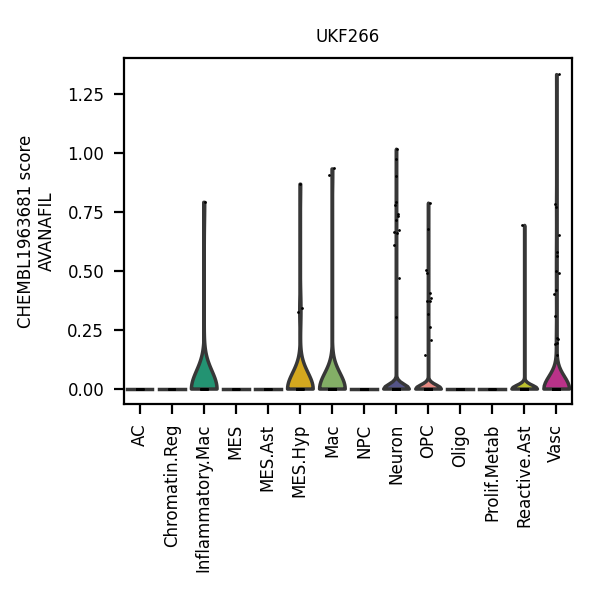 UKF266
CHEMBL1963681 score
AVANAFIL
1.25
1.00
0.75
0.50
0.25
0.00
AC
Chromatin.Reg
Inflammatory.Mac
MES
MES.Ast
MES.Hyp
Mac
NPC
Neuron
OPC
Oligo
Prolif.Metab
Reactive.Ast
Vasc